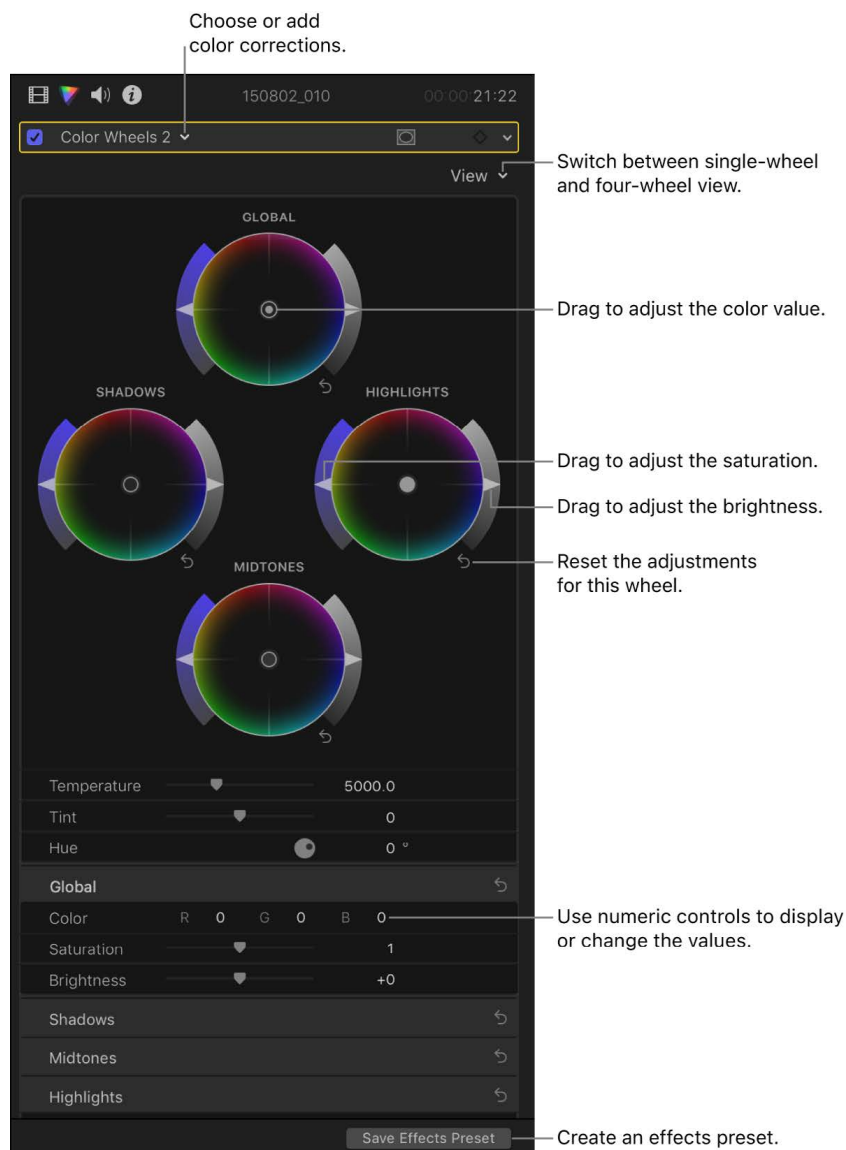 Choose or add
color corrections.
150802_010 00:00:21:22
Color Wheels 2
View
Switch between single-wheel
and four-wheel view.
GLOBAL
Drag to adjust the color value.
SHADOWS HIGHLIGHTS
Drag to adjust the saturation.
Drag to adjust the brightness.
Reset the adjustments
for this wheel.
MIDTONES
Temperature 5000.0
Tint 0
Hue 0 °
Global
Color R 0 G 0 B 0
Use numeric controls to display
or change the values.
Saturation 1
Brightness +0
Shadows
Midtones
Highlights
Save Effects Preset
Create an effects preset.